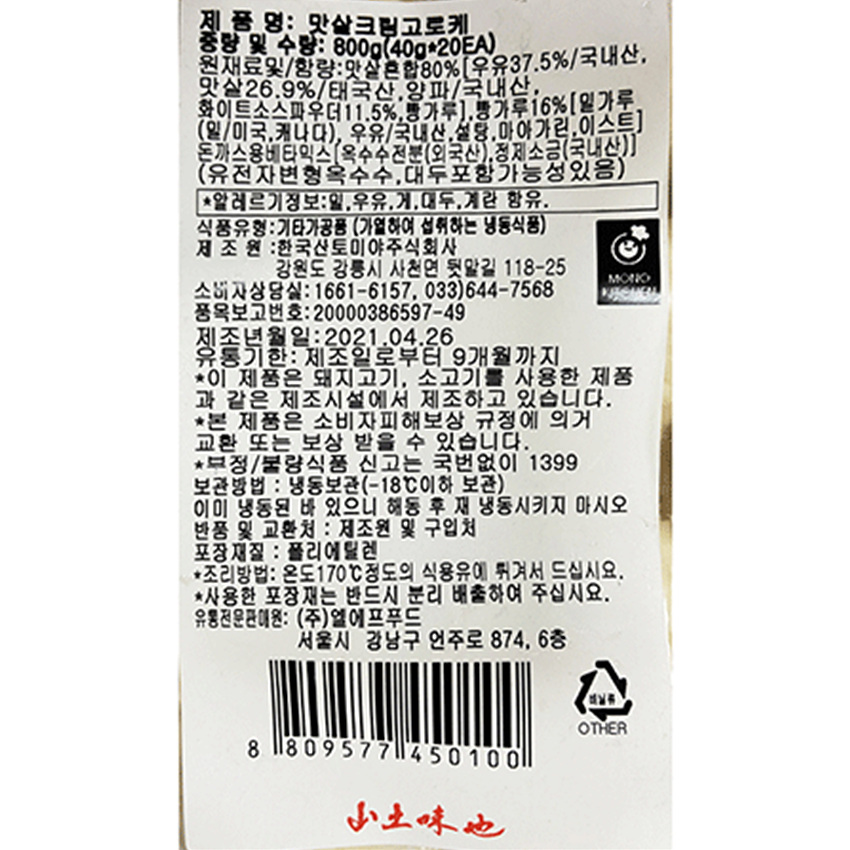 제 품 명: 맛살크림고로케
중량 및 수량: 800g(40g*20EA)
원재료및/함량:맛살혼합80%[우유37.5%/국내산,
맛살26.9%/태국산,양파/국내산,
화이트소스파우더11.5%,빵가루],빵가루16%[밀가루
(밀/미국,캐나다), 우유/국내산,설탕,마아가린,이스트]
돈까스용베타믹스[옥수수전분(외국산),정제소금(국내산)]
(유전자변형옥수수,대두포함가능성있음)
*알레르기정보:밀,우유,게,대두,계란 함유.
식품유형:기타가공품 (가열하여 섭취하는 냉동식품)
제 조 원 :한국산토미야주식회사
강원도 강릉시 사천면 뒷말길 118-25
MONO
KITCHEN
소비자상담실:1661-6157, 033)644-7568
품목보고번호:20000386597-49
제조년월일:2021.04.26
유통기한: 제조일로부터 9개월까지
*이 제품은 돼지고기, 소고기를 사용한 제품
과 같은 제조시설에서 제조하고 있습니다.
*본 제품은 소비자피해보상 규정에 의거
교환 또는 보상 받을 수 있습니다.
*부정/불량식품 신고는 국번없이 1399
보관방법 : 냉동보관(-18℃이하 보관)
이미 냉동된 바 있으니 해동 후 재 냉동시키지 마시오
반품 및 교환처 : 제조원 및 구입처
포장재질 : 폴리에틸렌
*조리방법: 온도170℃정도의 식용유에 튀겨서 드십시요.
*사용한 포장재는 반드시 분리 배출하여 주십시요.
유통전문판매원: (주)엘에프푸드
서울시 강남구 언주로 874, 6층
비닐류
OTHER
8 809577 450100
山土味也